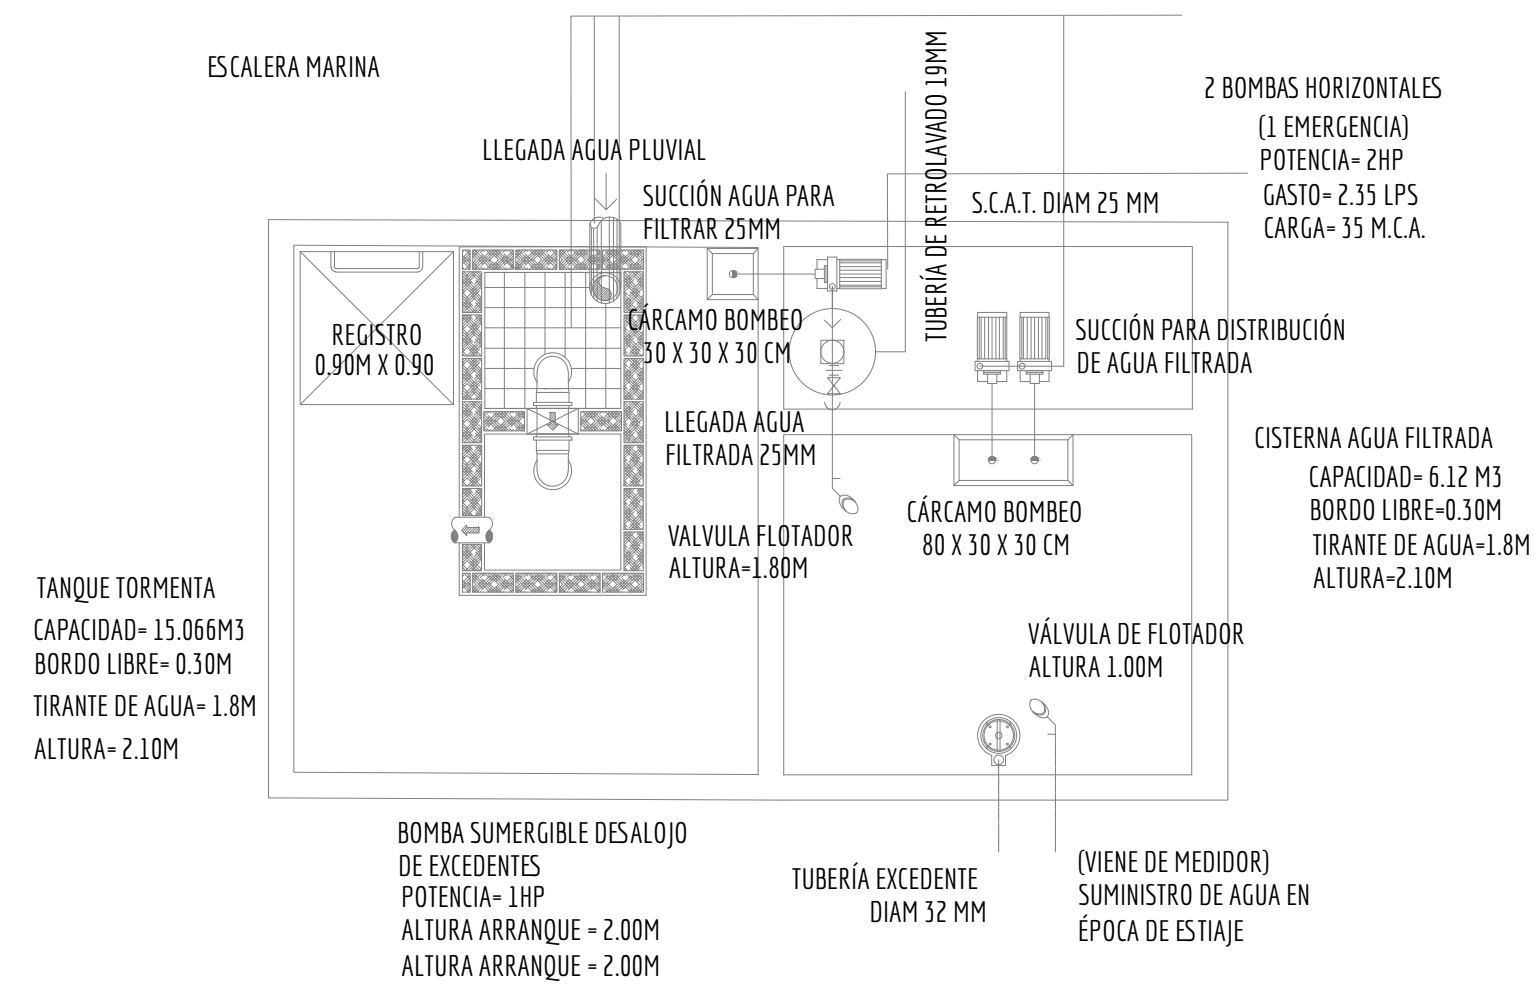 ESCALERA MARINA
LLEGADA AGUA PLUVIAL
SUCCIÓN AGUA PARA
FILTRAR 25MM
TUBERÍA DE RETROLAVADO 19MM
S.C.A.T. DIAM 25 MM
2 BOMBAS HORIZONTALES
(1 EMERGENCIA)
POTENCIA= 2HP
GASTO= 2.35 LPS
CARGA= 35 M.C.A.
REGISTRO
0.90M X 0.90
CÁRCAMO BOMBEO
30 X 30 X 30 CM
SUCCIÓN PARA DISTRIBUCIÓN
DE AGUA FILTRADA
LLEGADA AGUA
FILTRADA 25MM
VALVULA FLOTADOR
ALTURA=1.80M
CÁRCAMO BOMBEO
80 X 30 X 30 CM
CISTERNA AGUA FILTRADA
CAPACIDAD= 6.12 M3
BORDO LIBRE=0.30M
TIRANTE DE AGUA=1.8M
ALTURA=2.10M
TANQUE TORMENTA
CAPACIDAD= 15.066M3
BORDO LIBRE= 0.30M
TIRANTE DE AGUA= 1.8M
ALTURA= 2.10M
VÁLVULA DE FLOTADOR
ALTURA 1.00M
BOMBA SUMERGIBLE DESALOJO
DE EXCEDENTES
POTENCIA= 1HP
ALTURA ARRANQUE = 2.00M
ALTURA ARRANQUE = 2.00M
TUBERÍA EXCEDENTE
DIAM 32 MM
(VIENE DE MEDIDOR)
SUMINISTRO DE AGUA EN
ÉPOCA DE ESTIAJE